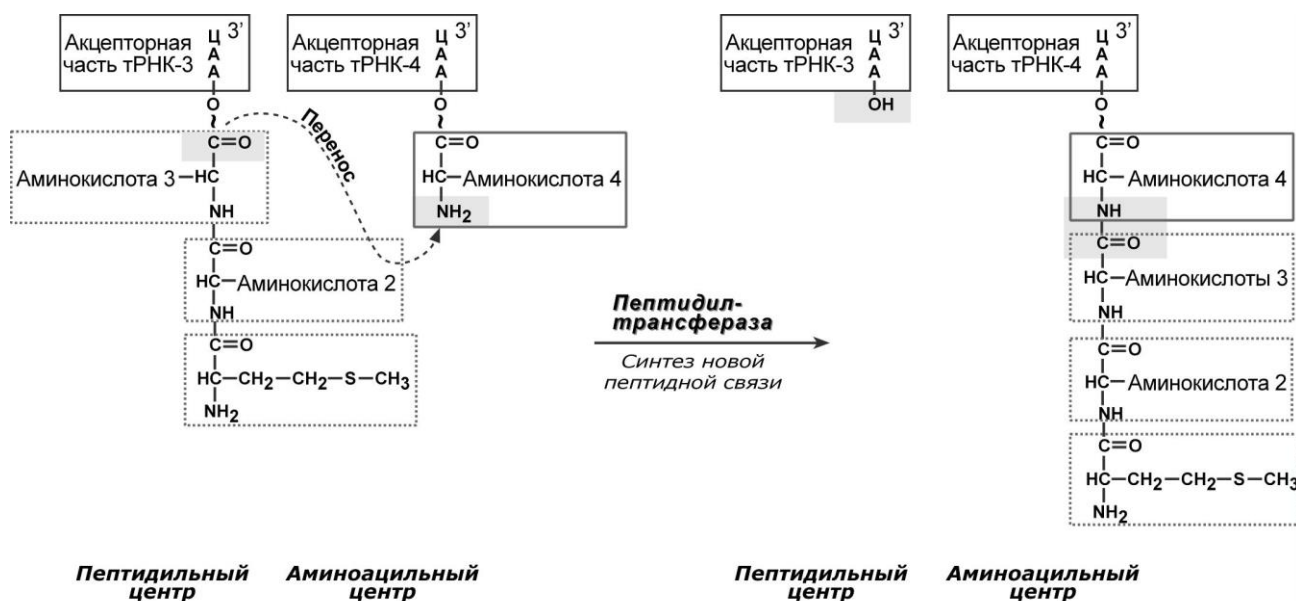 Акцепторная
часть тРНК-3
Ц
А
А
3’
O
~
C=O
Аминокислота 3—HC
NH
C=O
HC—Аминокислота 2
NH
C=O
HC—CH2—CH2—S—CH3
NH2
Акцепторная
часть тРНК-4
Ц
А
А
3’
O
~
C=O
HC—Аминокислота 4
NH2
Перенос
Пептидил-
трансфераза
Синтез новой
пептидной связи
Акцепторная
часть тРНК-3
Ц
А
А
3’
OH
Акцепторная
часть тРНК-4
Ц
А
А
3’
O
~
C=O
HC—Аминокислота 4
NH
C=O
HC—Аминокислоты 3
NH
C=O
HC—Аминокислота 2
NH
C=O
HC—CH2—CH2—S—CH3
NH2
Пептидильный
центр
Аминоацильный
центр
Пептидильный
центр
Аминоацильный
центр